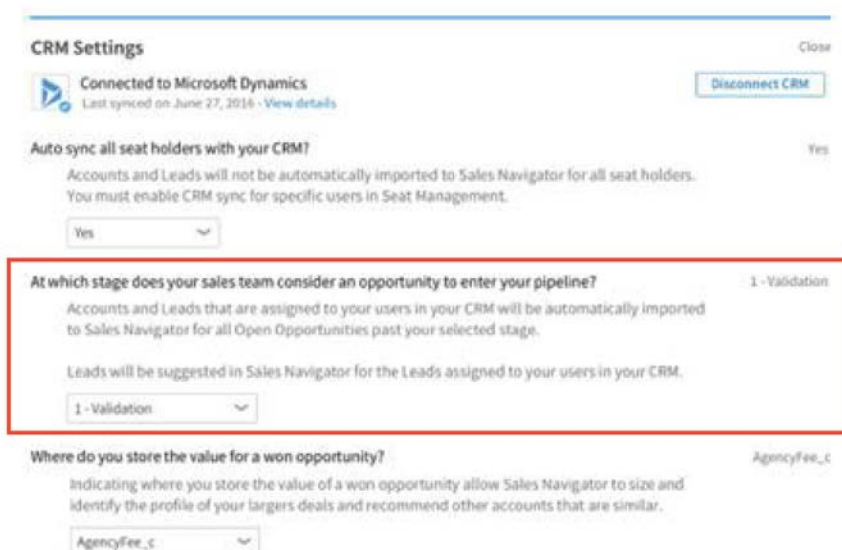 CRM Settings
Close
Connected to Microsoft Dynamics
Disconnect CRM
Last synced on June 27, 2016 - View details
Auto sync all seat holders with your CRM?
Yes
Accounts and Leads will not be automatically imported to Sales Navigator for all seat holders.
You must enable CRM sync for specific users in Seat Management.
Yes
At which stage does your sales team consider an opportunity to enter your pipeline?
1 - Validation
Accounts and Leads that are assigned to your users in your CRM will be automatically imported
to Sales Navigator for all Open Opportunities past your selected stage.
Leads will be suggested in Sales Navigator for the Leads assigned to your users in your CRM.
1 - Validation
Where do you store the value for a won opportunity?
AgencyFee_c
Indicating where you store the value of a won opportunity allow Sales Navigator to size and
identify the profile of your largers deals and recommend other accounts that are similar.
AgencyFee_c